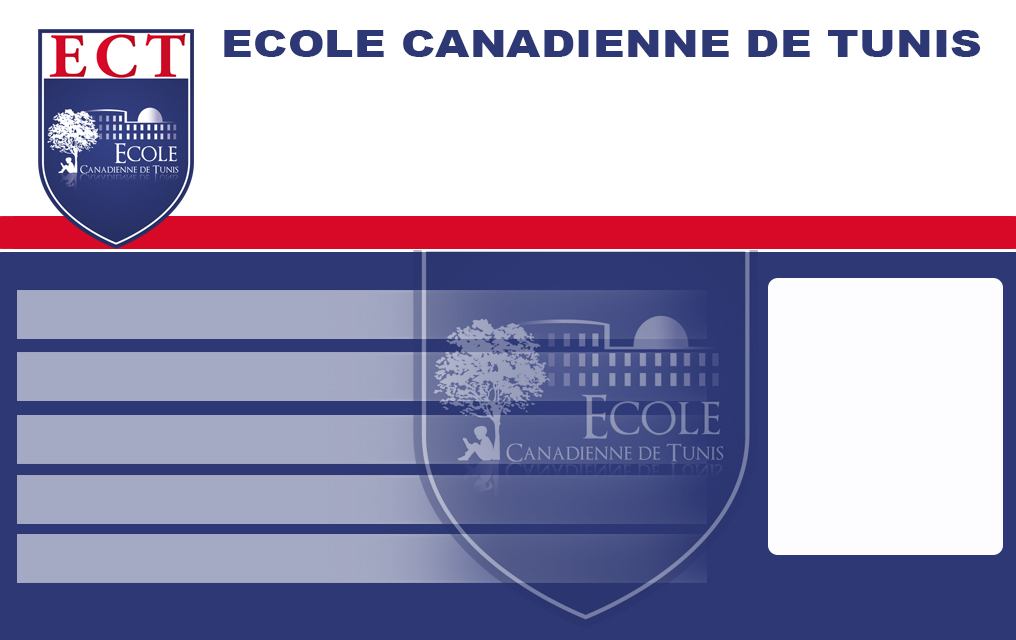 ECT
ECOLE CANADIENNE DE TUNIS
ECOLE
CANADIENNE DE TUNIS
ECOLE
CANADIENNE DE TUNIS